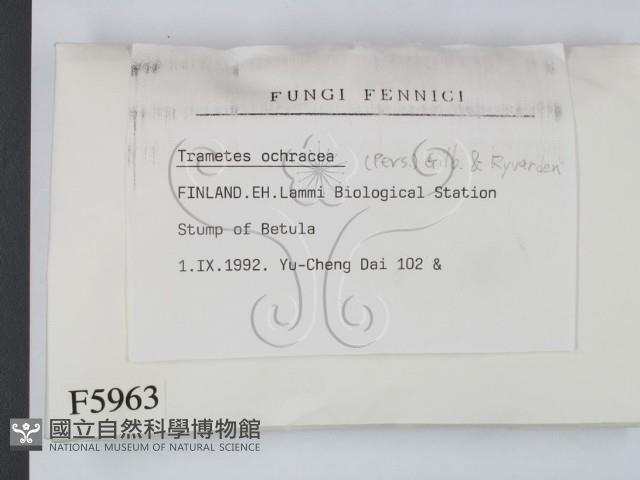 FUNGI FENNICI
Trametes ochracea (Pers.) Gilb. & Ryvarden
FINLAND.EH.Lammi Biological Station
Stump of Betula
1.IX.1992. Yu-Cheng Dai 102 &
F5963
國立自然科學博物館
NATIONAL MUSEUM OF NATURAL SCIENCE